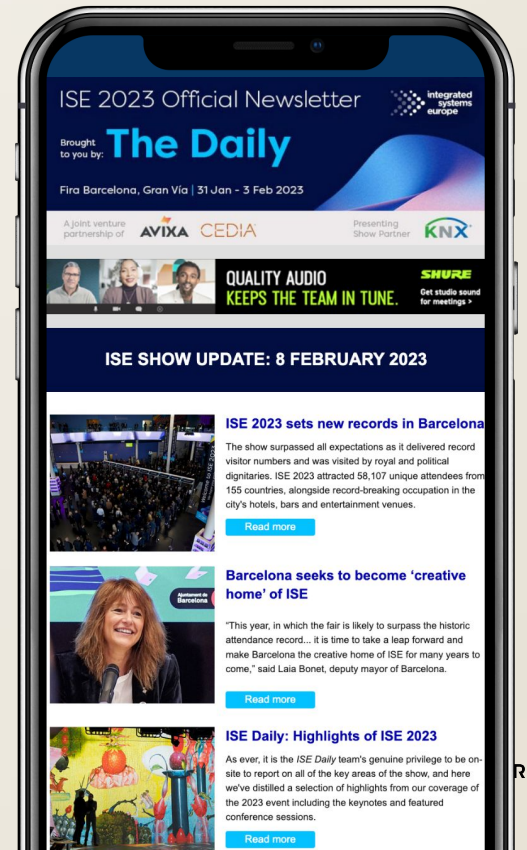 ISE 2023 Official Newsletter
integrated
systems
europe
Brought
to you by: The Daily
Fira Barcelona, Gran Vía | 31 Jan - 3 Feb 2023
A joint venture
partnership of
AVIXA CEDIA
Presenting
Show Partner
KNX
QUALITY AUDIO
KEEPS THE TEAM IN TUNE.
SHURE
Get studio sound
for meetings >
ISE SHOW UPDATE: 8 FEBRUARY 2023
ISE 2023 sets new records in Barcelona
The show surpassed all expectations as it delivered record
visitor numbers and was visited by royal and political
dignitaries. ISE 2023 attracted 58,107 unique attendees from
155 countries, alongside record-breaking occupation in the
city's hotels, bars and entertainment venues.
Read more
Ajuntament de
Barcelona
Barcelona seeks to become ‘creative
home’ of ISE
“This year, in which the fair is likely to surpass the historic
attendance record... it is time to take a leap forward and
make Barcelona the creative home of ISE for many years to
come,” said Laia Bonet, deputy mayor of Barcelona.
Read more
ISE Daily: Highlights of ISE 2023
As ever, it is the ISE Daily team's genuine privilege to be on-
site to report on all of the key areas of the show, and here
we've distilled a selection of highlights from our coverage of
the 2023 event including the keynotes and featured
conference sessions.
Read more
R